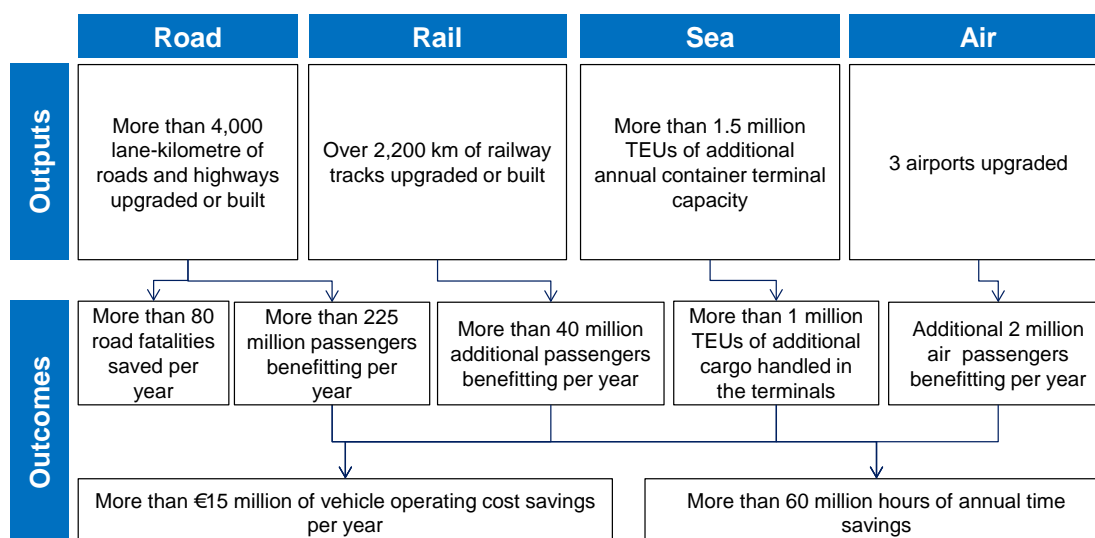 Road
Rail
Sea
Air
Outputs
More than 4,000
lane-kilometre of
roads and highways
upgraded or built
Over 2,200 km of railway
tracks upgraded or built
More than 1.5 million
TEUs of additional
annual container terminal
capacity
3 airports upgraded
Outcomes
More than 80
road fatalities
saved per
year
More than 225
million passengers
benefitting per
year
More than 40 million
additional passengers
benefitting per year
More than 1 million
TEUs of additional
cargo handled in
the terminals
Additional 2 million
air passengers
benefitting per year
More than €15 million of vehicle operating cost savings
per year
More than 60 million hours of annual time
savings